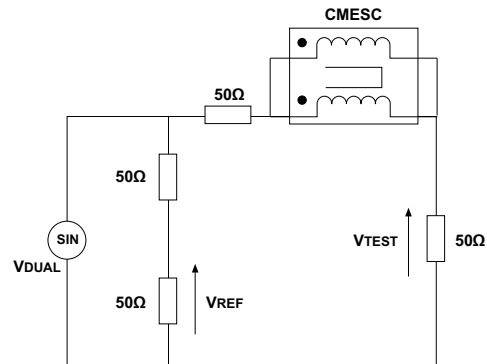 CMESC
50Ω
50Ω
SIN
VDUAL
50Ω
VREF
VTEST
50Ω